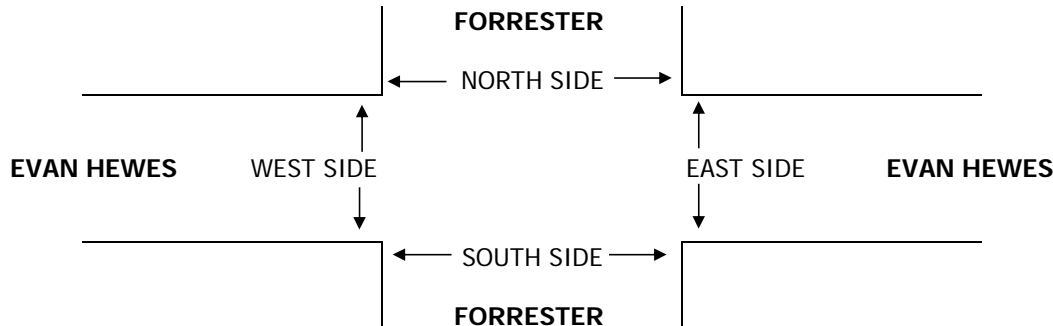 FORRESTER
NORTH SIDE
EVAN HEWES WEST SIDE EAST SIDE EVAN HEWES
SOUTH SIDE
FORRESTER